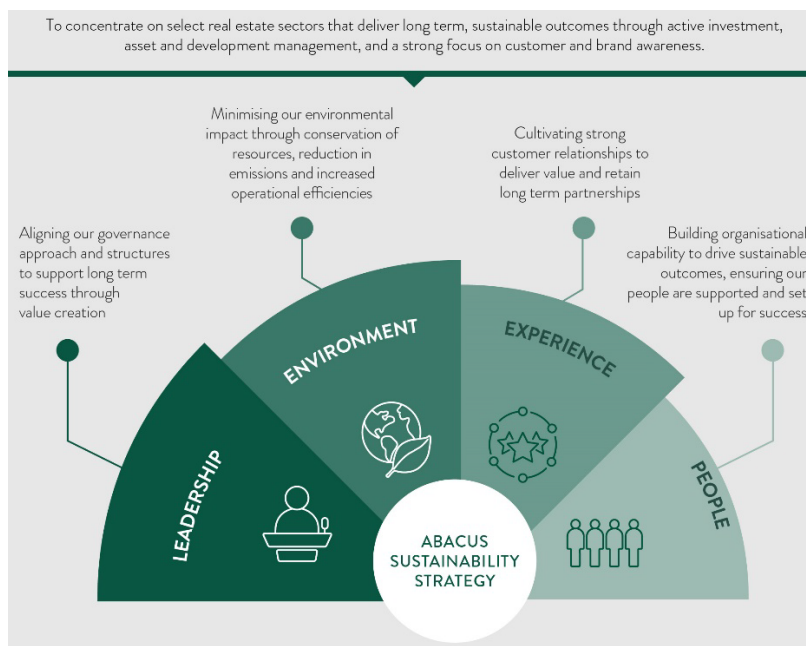 To concentrate on select real estate sectors that deliver long term, sustainable outcomes through active investment,
asset and development management, and a strong focus on customer and brand awareness.
Aligning our governance
approach and structures
to support long term
success through
value creation
Minimising our environmental
impact through conservation of
resources, reduction in
emissions and increased
operational efficiencies
Cultivating strong
customer relationships to
deliver value and retain
long term partnerships
Building organisational
capability to drive sustainable
outcomes, ensuring our
people are supported and set
up for success
LEADERSHIP
ENVIRONMENT
EXPERIENCE
PEOPLE
ABACUS
SUSTAINABILITY
STRATEGY